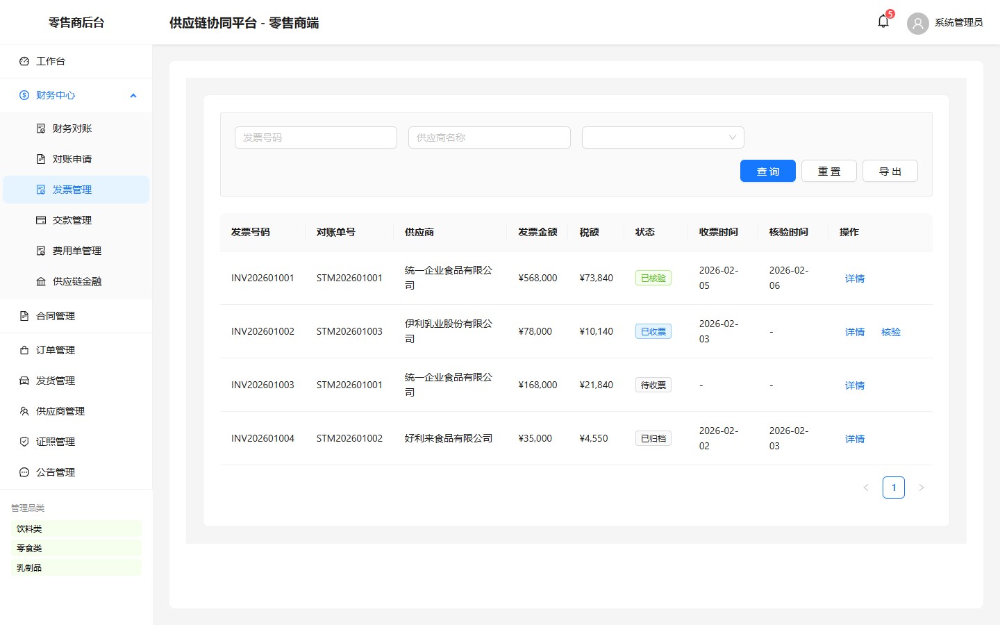 零售商后台
供应链协同平台 - 零售商端
5
系统管理员
工作台
财务中心
财务对账
对账申请
发票管理
交款管理
费用单管理
供应链金融
合同管理
订单管理
发货管理
供应商管理
证照管理
公告管理
管理品类
饮料类
零食类
乳制品
发票号码 供应商名称
查 询 重 置 导 出
发票号码 对账单号 供应商 发票金额 税额 状态 收票时间 核验时间 操作
INV202601001 STM202601001 统一企业食品有限公司 ¥568,000 ¥73,840 已核验 2026-02-05 2026-02-06 详情
INV202601002 STM202601003 伊利乳业股份有限公司 ¥78,000 ¥10,140 已收票 2026-02-03 - 详情 核验
INV202601003 STM202601001 统一企业食品有限公司 ¥168,000 ¥21,840 待收票 - - 详情
INV202601004 STM202601002 好利来食品有限公司 ¥35,000 ¥4,550 已归档 2026-02-02 2026-02-03 详情
1